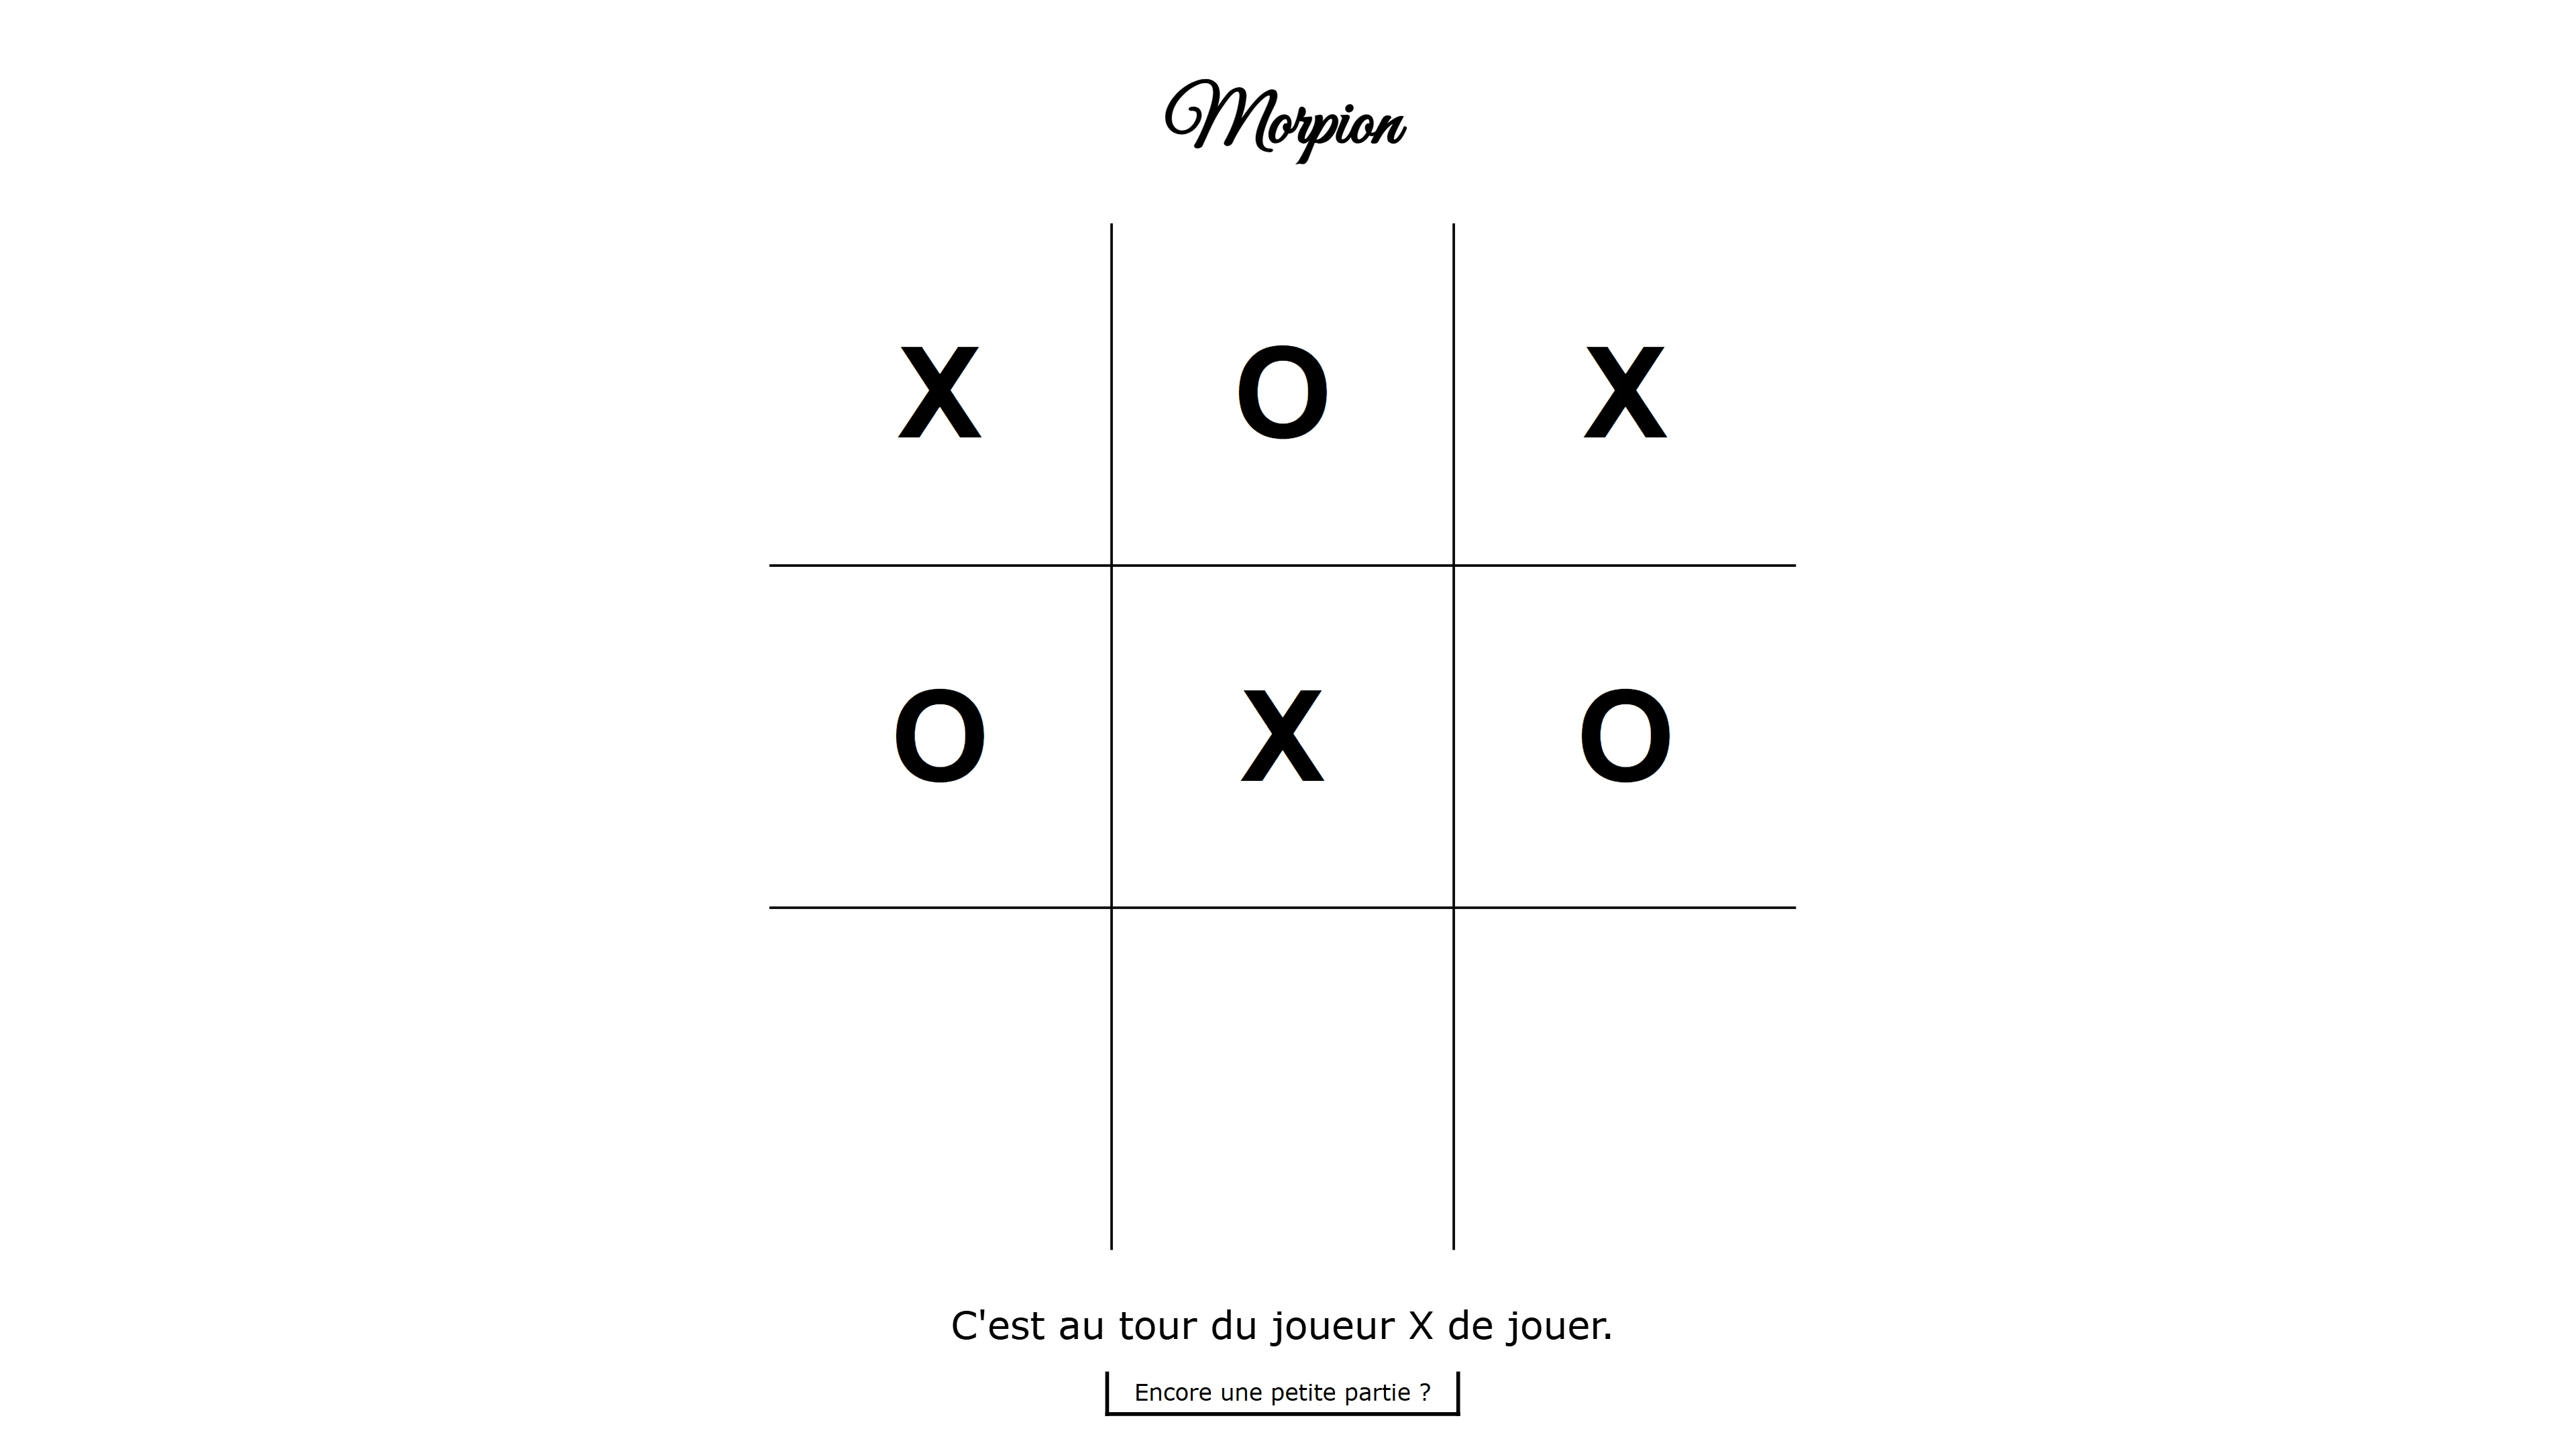 Morpion
X O X
O X O
C'est au tour du joueur X de jouer.
Encore une petite partie ?